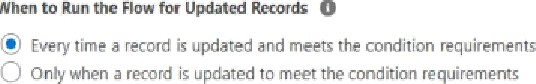 When to Run the Flow for Updated Records
Every time a record is updated and meets the condition requirements
Only when a record is updated to meet the condition requirements